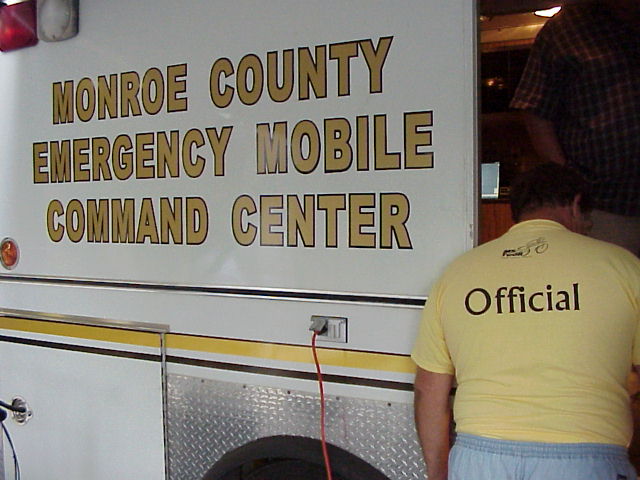 MONROE COUNTY
EMERGENCY MOBILE
COMMAND CENTER
Official